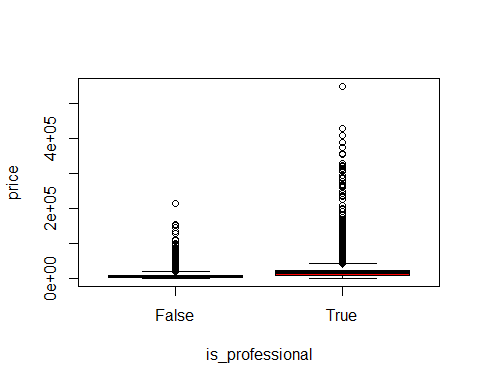 price
4e+05
2e+05
0e+00
False
True
is_professional